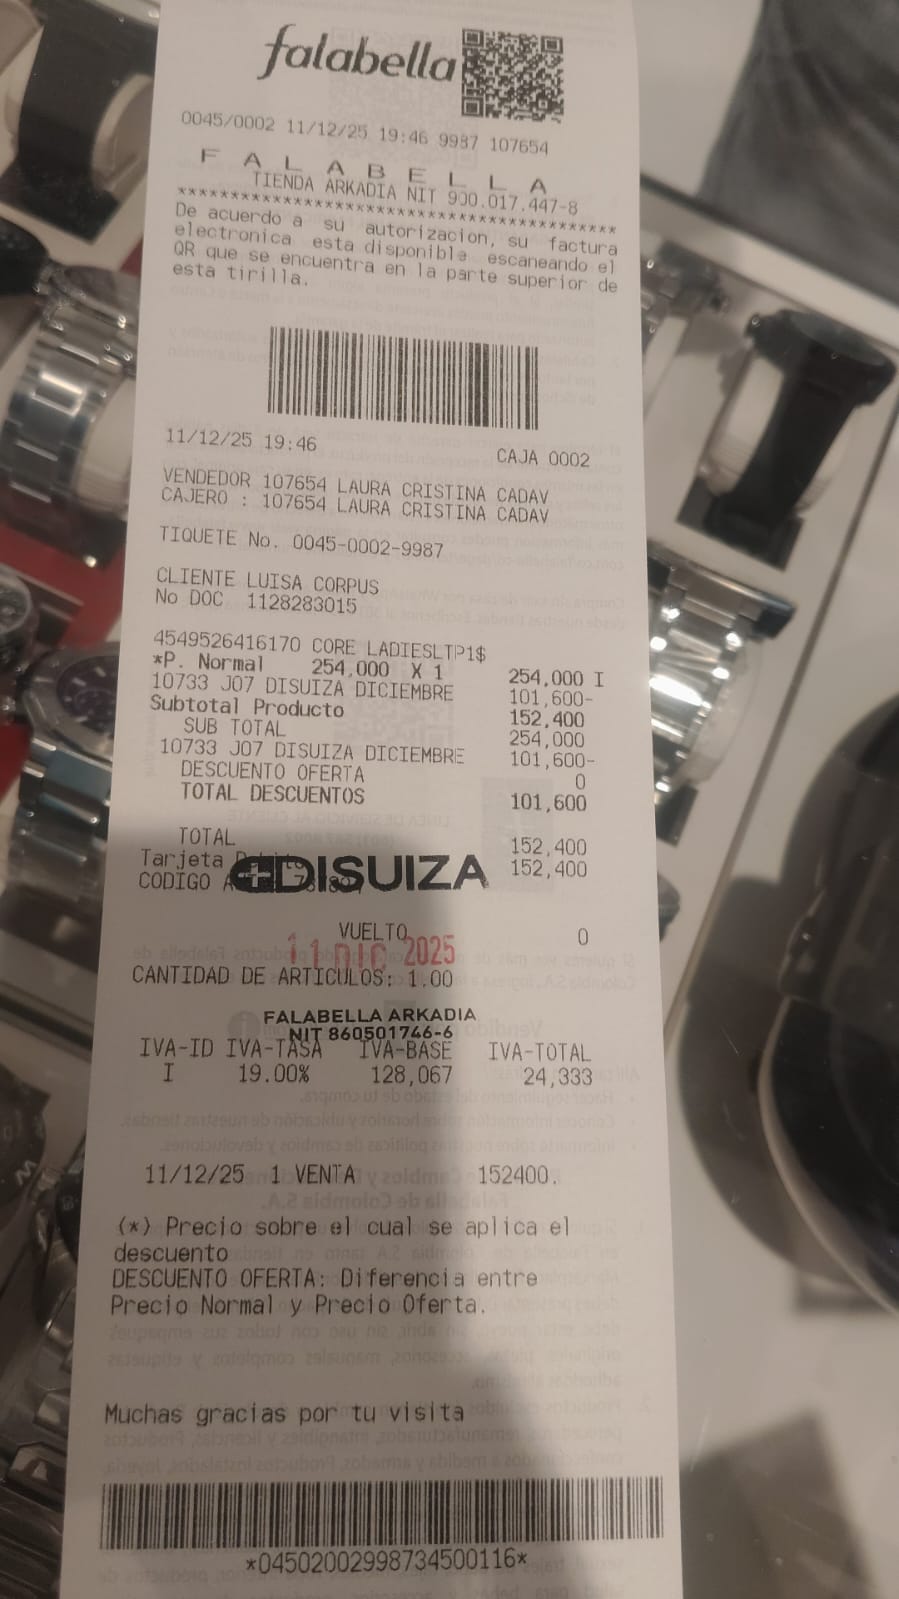 falabella
0045/0002 11/12/25 19:46 9987 107654
F A L A B E L L A
TIENDA ARKADIA NIT 900.017.447-8
******************************************
De acuerdo a su autorizacion, su factura
electronica esta disponible escaneando el
QR que se encuentra en la parte superior de
esta tirilla.
11/12/25 19:46 CAJA 0002
VENDEDOR 107654 LAURA CRISTINA CADAV
CAJERO : 107654 LAURA CRISTINA CADAV
TIQUETE No. 0045-0002-9987
CLIENTE LUISA CORPUS
No DOC 1128283015
4549526416170 CORE LADIESLTP1$
*P. Normal 254,000 X 1 254,000 I
10733 J07 DISUIZA DICIEMBRE 101,600-
Subtotal Producto 152,400
SUB TOTAL 254,000
10733 J07 DISUIZA DICIEMBRE 101,600-
DESCUENTO OFERTA 0
TOTAL DESCUENTOS 101,600
TOTAL 152,400
Tarjeta 152,400
CODIGO
DISUIZA
VUELTO 0
11 DIC 2025
CANTIDAD DE ARTICULOS: 1.00
FALABELLA ARKADIA
NIT 860501746-6
IVA-ID IVA-TASA IVA-BASE IVA-TOTAL
I 19.00% 128,067 24,333
11/12/25 1 VENTA 152400.
(*) Precio sobre el cual se aplica el
descuento
DESCUENTO OFERTA: Diferencia entre
Precio Normal y Precio Oferta.
Muchas gracias por tu visita
*04502002998734500116*